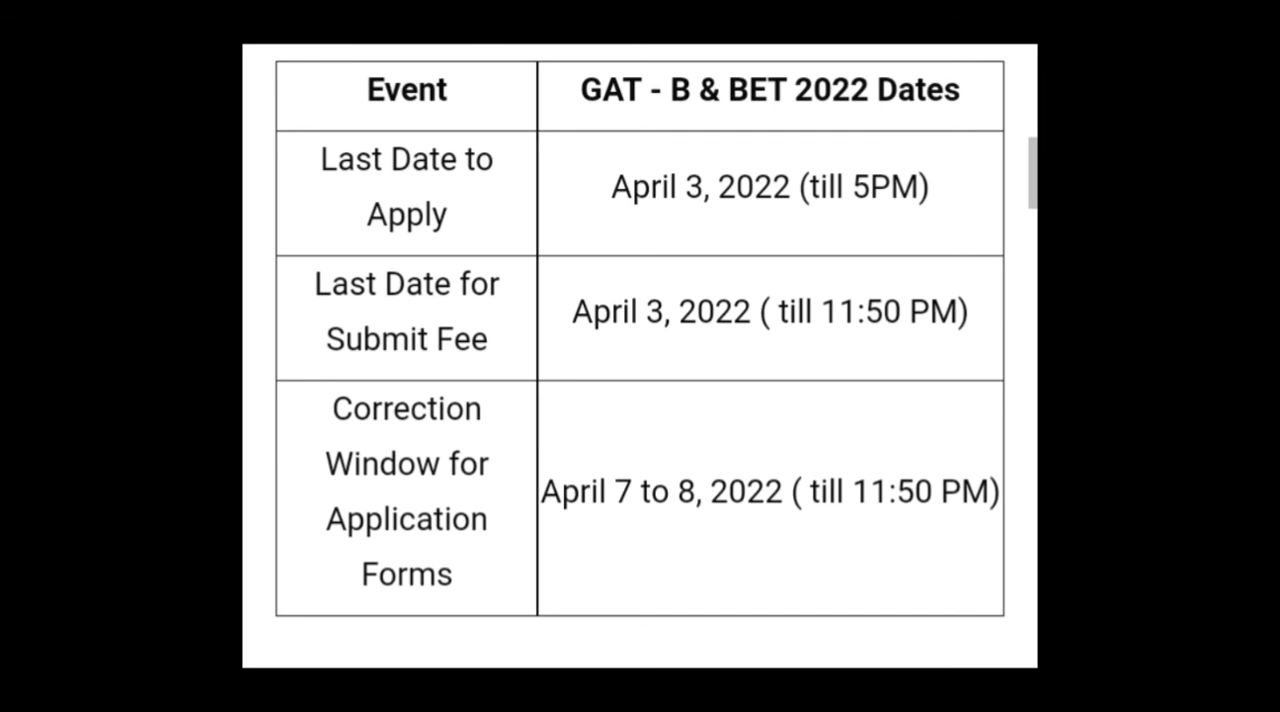 Event
GAT - B & BET 2022 Dates
Last Date to
Apply
April 3, 2022 (till 5PM)
Last Date for
Submit Fee
April 3, 2022 ( till 11:50 PM)
Correction
Window for
Application
Forms
April 7 to 8, 2022 ( till 11:50 PM)